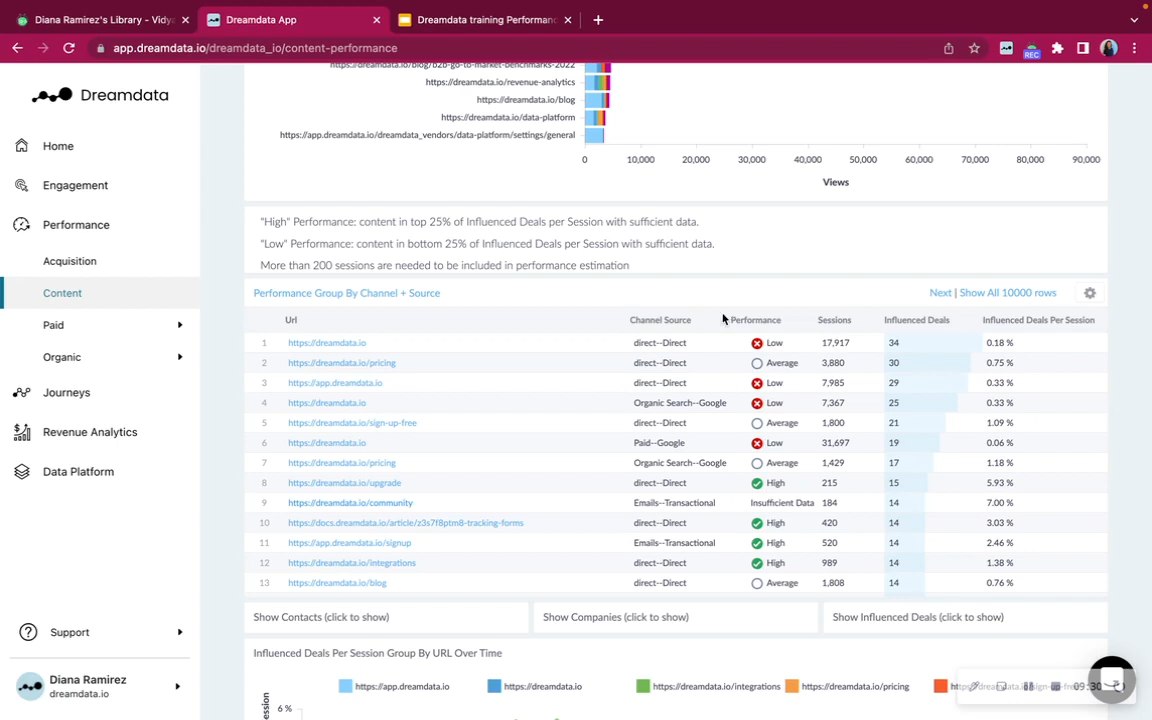 Diana Ramirez's Library - Vidya
Dreamdata App
Dreamdata training Performanc
app.dreamdata.io/dreamdata_io/content-performance
REC
Dreamdata
Home
Engagement
Performance
Acquisition
Content
Paid
Organic
Journeys
Revenue Analytics
Data Platform
Support
Diana Ramirez
dreamdata.io
https://dreamdata.io/blog/b2b-go-to-market-benchmarks-2022
https://dreamdata.io/revenue-analytics
https://dreamdata.io/blog
https://dreamdata.io/data-platform
https://app.dreamdata.io/dreamdata_vendors/data-platform/settings/general
0 10,000 20,000 30,000 40,000 50,000 60,000 70,000 80,000 90,000
Views
"High" Performance: content in top 25% of Influenced Deals per Session with sufficient data.
"Low" Performance: content in bottom 25% of Influenced Deals per Session with sufficient data.
More than 200 sessions are needed to be included in performance estimation
Performance Group By Channel + Source Next | Show All 10000 rows
Url Channel Source Performance Sessions Influenced Deals Influenced Deals Per Session
1 https://dreamdata.io direct--Direct Low 17,917 34 0.18 %
2 https://dreamdata.io/pricing direct--Direct Average 3,880 30 0.75 %
3 https://app.dreamdata.io direct--Direct Low 7,985 29 0.33 %
4 https://dreamdata.io Organic Search--Google Low 7,367 25 0.33 %
5 https://dreamdata.io/sign-up-free direct--Direct Average 1,800 21 1.09 %
6 https://dreamdata.io Paid--Google Low 31,697 19 0.06 %
7 https://dreamdata.io/pricing Organic Search--Google Average 1,429 17 1.18 %
8 https://dreamdata.io/upgrade direct--Direct High 215 15 5.93 %
9 https://dreamdata.io/community Emails--Transactional Insufficient Data 184 14 7.00 %
10 https://docs.dreamdata.io/article/z3s7f8ptm8-tracking-forms direct--Direct High 420 14 3.03 %
11 https://app.dreamdata.io/signup Emails--Transactional High 520 14 2.46 %
12 https://dreamdata.io/integrations direct--Direct High 989 14 1.38 %
13 https://dreamdata.io/blog direct--Direct Average 1,808 14 0.76 %
Show Contacts (click to show) Show Companies (click to show) Show Influenced Deals (click to show)
Influenced Deals Per Session Group By URL Over Time
https://app.dreamdata.io https://dreamdata.io https://dreamdata.io/integrations https://dreamdata.io/pricing https://dreamdata.io/sign-up-free
09:30
ession
6 %